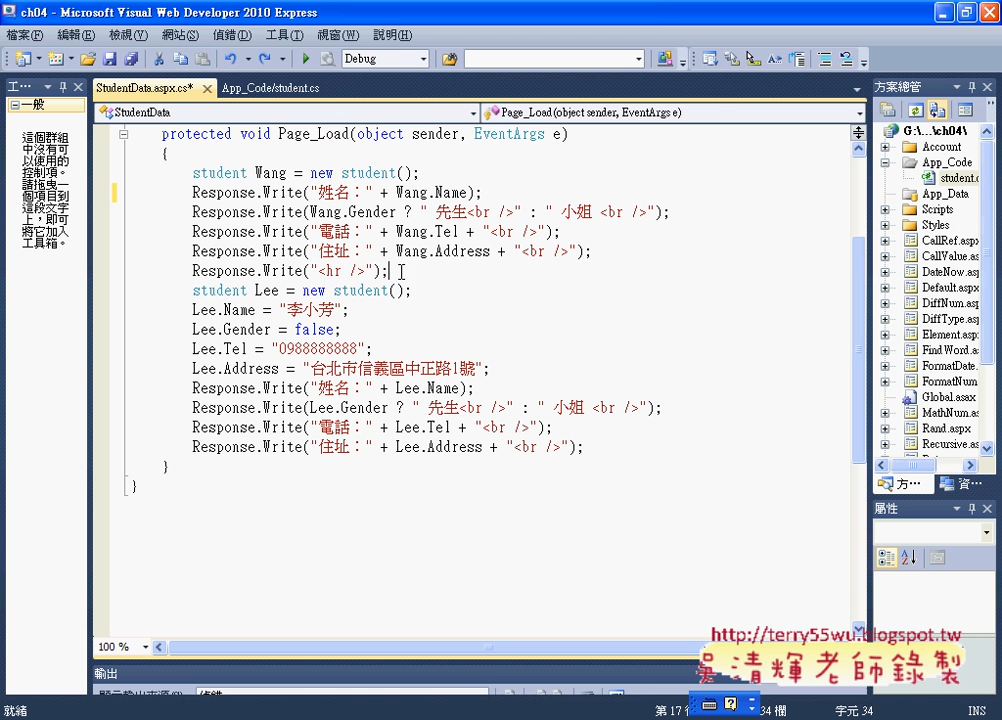 ch04 - Microsoft Visual Web Developer 2010 Express
檔案(F) 編輯(E) 檢視(V) 網站(S) 偵錯(D) 工具(T) 視窗(W) 說明(H)
Debug
工⋯
一般
這個群組
中沒有可
以使用的
控制項。
請拖曳一
個項目到
這段文字
上，即可
將它加入
工具箱。
StudentData.aspx.cs* App_Code/student.cs
StudentData Page_Load(object sender, EventArgs e)
protected void Page_Load(object sender, EventArgs e)
{
student Wang = new student();
Response.Write("姓名：" + Wang.Name);
Response.Write(Wang.Gender ? " 先生<br />" : " 小姐 <br />");
Response.Write("電話：" + Wang.Tel + "<br />");
Response.Write("住址：" + Wang.Address + "<br />");
Response.Write("<hr />");
student Lee = new student();
Lee.Name = "李小芳";
Lee.Gender = false;
Lee.Tel = "0988888888";
Lee.Address = "台北市信義區中正路1號";
Response.Write("姓名：" + Lee.Name);
Response.Write(Lee.Gender ? " 先生<br />" : " 小姐 <br />");
Response.Write("電話：" + Lee.Tel + "<br />");
Response.Write("住址：" + Lee.Address + "<br />");
}
}
100 %
輸出
方案總管
G:\...\ch04\
Account
App_Code
student.c
App_Data
Scripts
Styles
CallRef.aspx
CallValue.as
DateNow.as
Default.aspx
DiffNum.as
DiffType.asp
Element.asp
FindWord.a
FormatDate.
FormatNum
Global.asax
MathNum.as
Rand.aspx
Recursive.as
方⋯ 資⋯
屬性
http://terry55wu.blogspot.tw
吳清輝老師錄製
就緒 第 17 行 34 欄 字元 34 INS